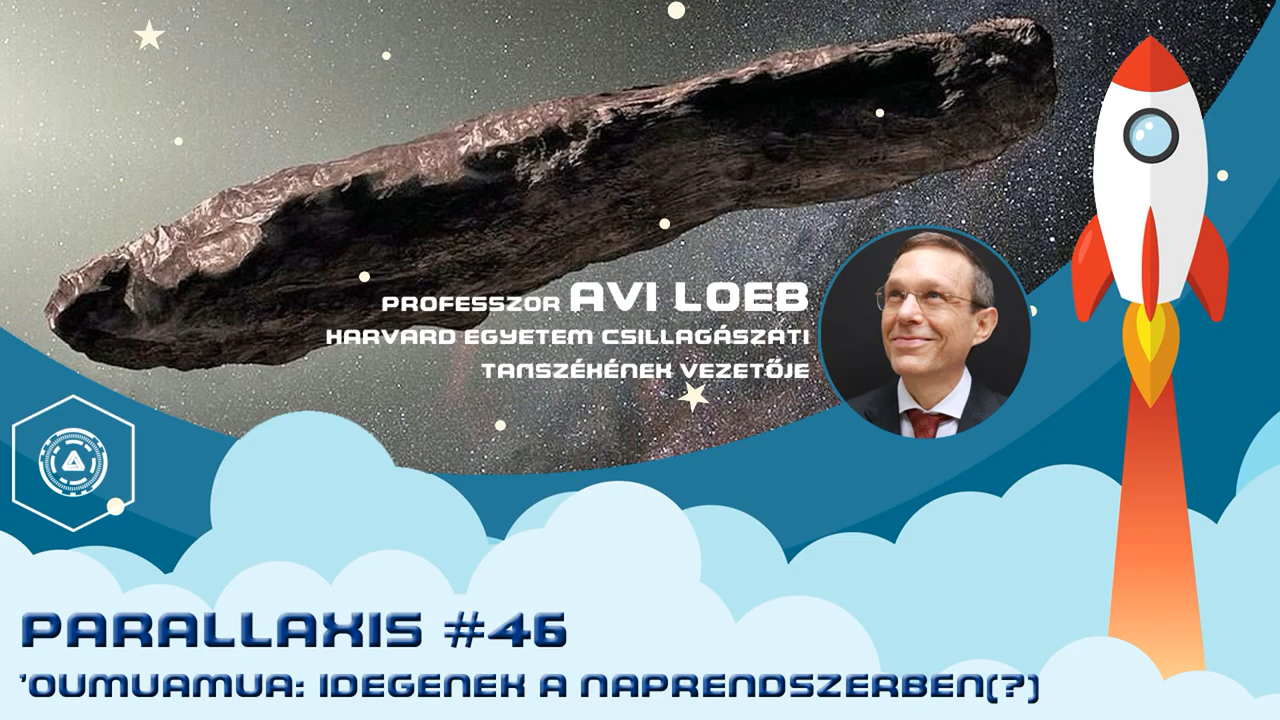 PROFESSZOR AVI LOEB
HARVARD EGYETEM CSILLAGÁSZATI
TANSZÉKÉNEK VEZETŐJE
PARALLAXIS #46
'OUMUAMUA: IDEGENEK A NAPRENDSZERBEN(?)